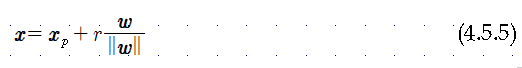 x = x_p + r w/‖w‖ (4.5.5)